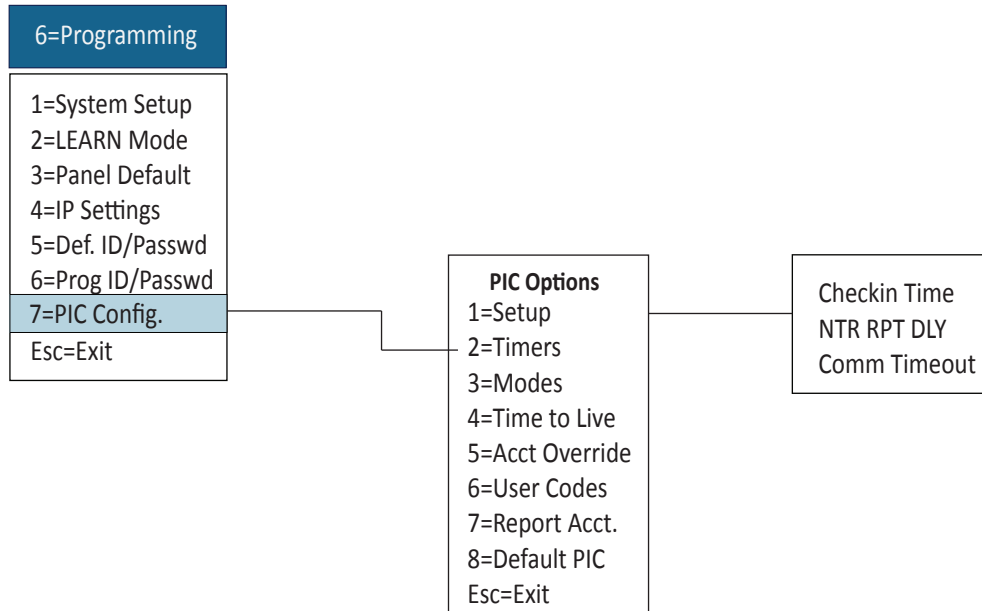 6=Programming
1=System Setup
2=LEARN Mode
3=Panel Default
4=IP Settings
5=Def. ID/Passwd
6=Prog ID/Passwd
7=PIC Config.
Esc=Exit
PIC Options
1=Setup
2=Timers
3=Modes
4=Time to Live
5=Acct Override
6=User Codes
7=Report Acct.
8=Default PIC
Esc=Exit
Checkin Time
NTR RPT DLY
Comm Timeout